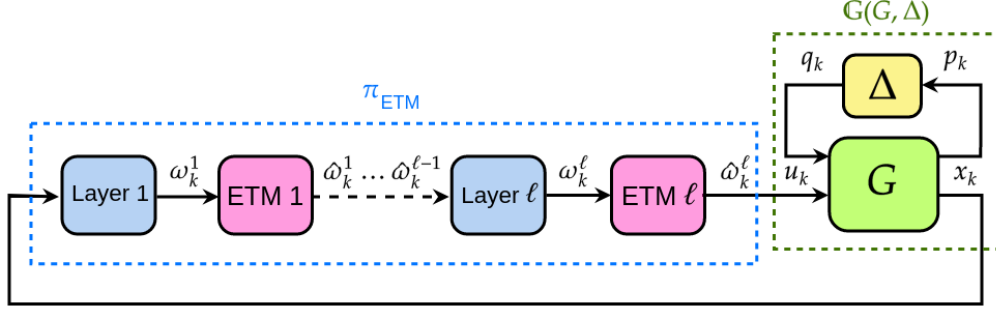 𝔾(G, Δ)
q_k
Δ
p_k
π_ETM
Layer 1
ω_k^1
ETM 1
ω̂_k^1 … ω̂_k^{ℓ-1}
Layer ℓ
ω_k^ℓ
ETM ℓ
ω̂_k^ℓ
u_k
G
x_k